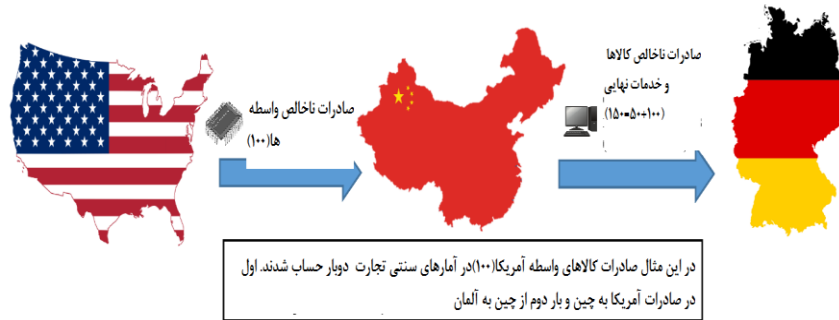 صادرات ناخالص واسطه
ها(۱۰۰)
صادرات ناخالص کالاها
و خدمات نهایی
(۱۵۰=۵۰+۱۰۰)
در این مثال صادرات کالاهای واسطه آمریکا(۱۰۰)در آمارهای سنتی تجارت دوبار حساب شدند. اول
در صادرات آمریکا به چین و بار دوم از چین به آلمان